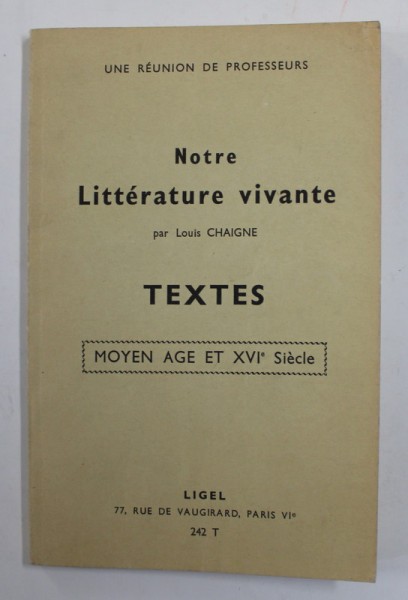 UNE RÉUNION DE PROFESSEURS
Notre
Littérature vivante
par Louis CHAIGNE
TEXTES
MOYEN AGE ET XVIe Siècle
LIGEL
77, RUE DE VAUGIRARD, PARIS VIe
242 T